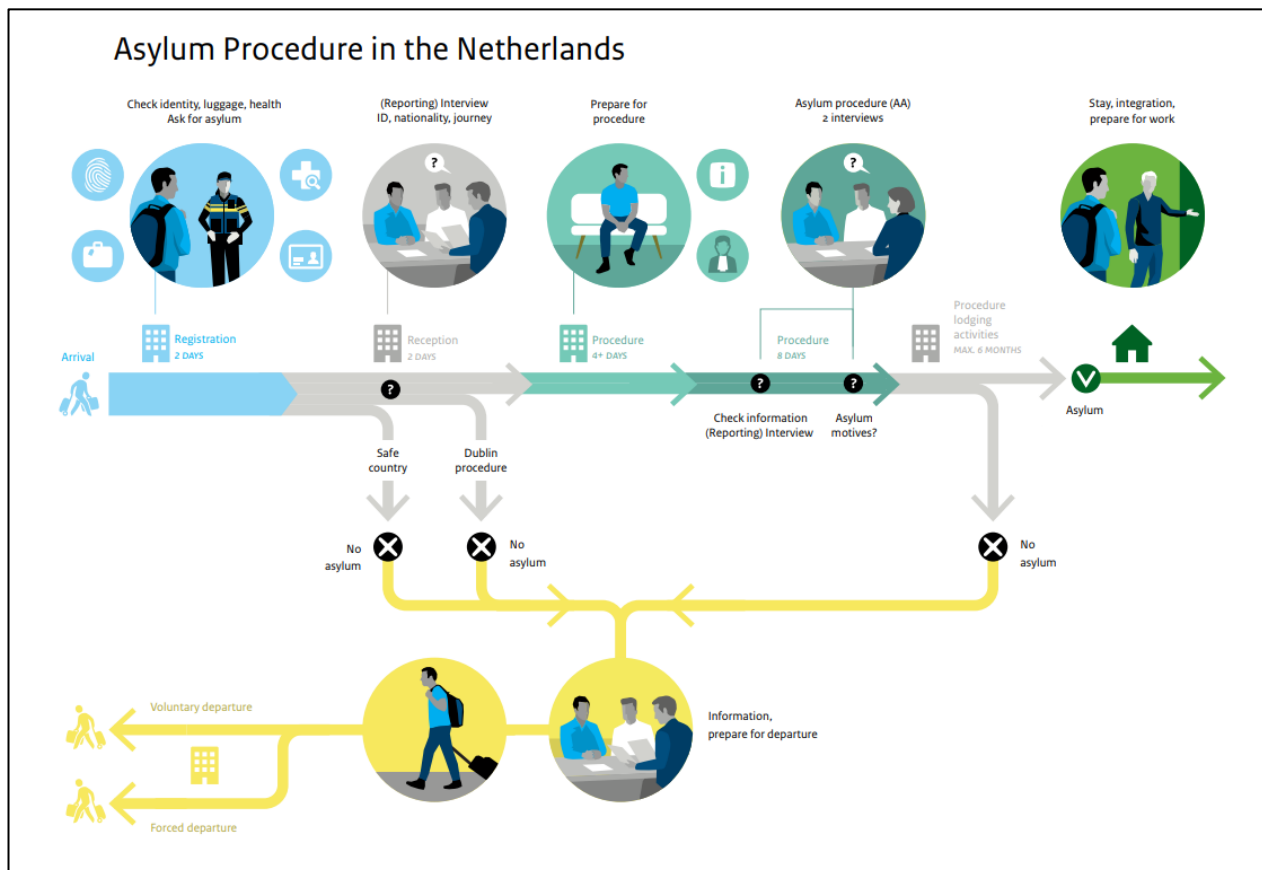 Asylum Procedure in the Netherlands
Check identity, luggage, health
Ask for asylum
(Reporting) Interview
ID, nationality, journey
Prepare for
procedure
Asylum procedure (AA)
2 interviews
Stay, integration,
prepare for work
?
?
i
Arrival
Registration
2 DAYS
Reception
2 DAYS
Procedure
4+ DAYS
Procedure
8 DAYS
Procedure
lodging
activities
MAX. 6 MONTHS
?
?
?
Check information
(Reporting) Interview
Asylum
motives?
Asylum
Safe
country
Dublin
procedure
No
asylum
No
asylum
No
asylum
Voluntary departure
Forced departure
Information,
prepare for departure